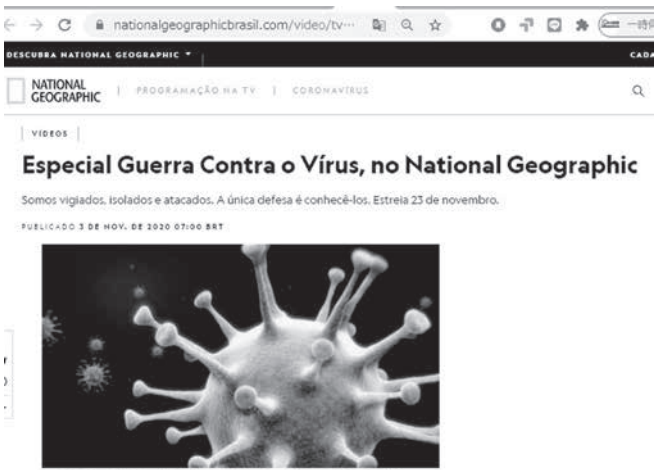 nationalgeographicbrasil.com/video/tv…
DESCUBRA NATIONAL GEOGRAPHIC
CADA
NATIONAL
GEOGRAPHIC | PROGRAMAÇÃO NA TV | CORONAVÍRUS
| VIDEOS |
Especial Guerra Contra o Vírus, no National Geographic
Somos vigiados, isolados e atacados. A única defesa é conhecê-los. Estreia 23 de novembro.
PUBLICADO 3 DE NOV. DE 2020 07:00 BRT